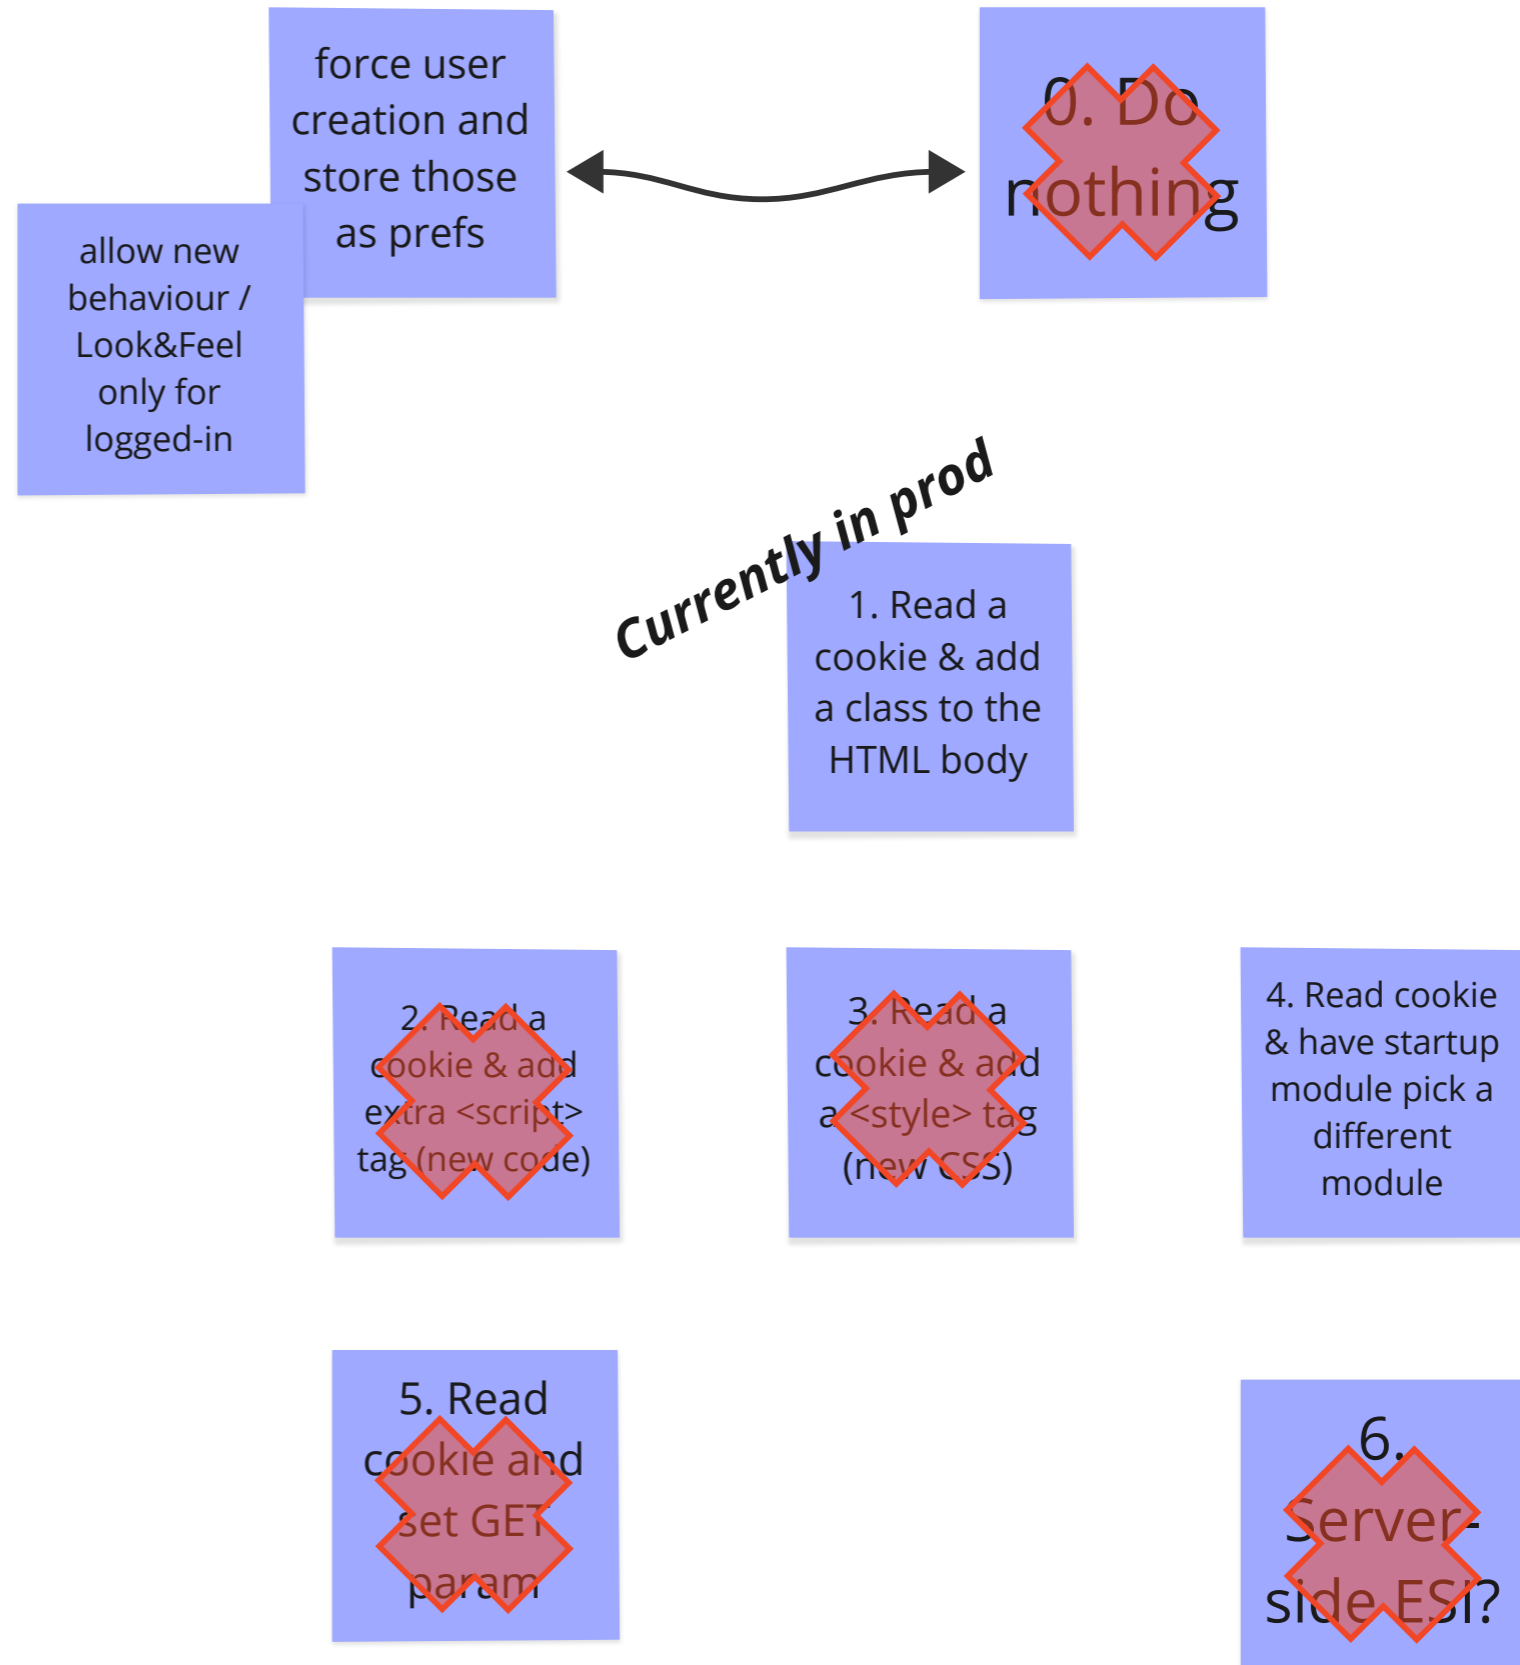 force user
creation and
store those
as prefs
0. Do
nothing
allow new
behaviour /
Look&Feel
only for
logged-in
Currently in prod
1. Read a
cookie & add
a class to the
HTML body
2. Read a
cookie & add
extra <script>
tag (new code)
3. Read a
cookie & add
a <style> tag
(new CSS)
4. Read cookie
& have startup
module pick a
different
module
5. Read
cookie and
set GET
param
6.
Server-
side ESI?